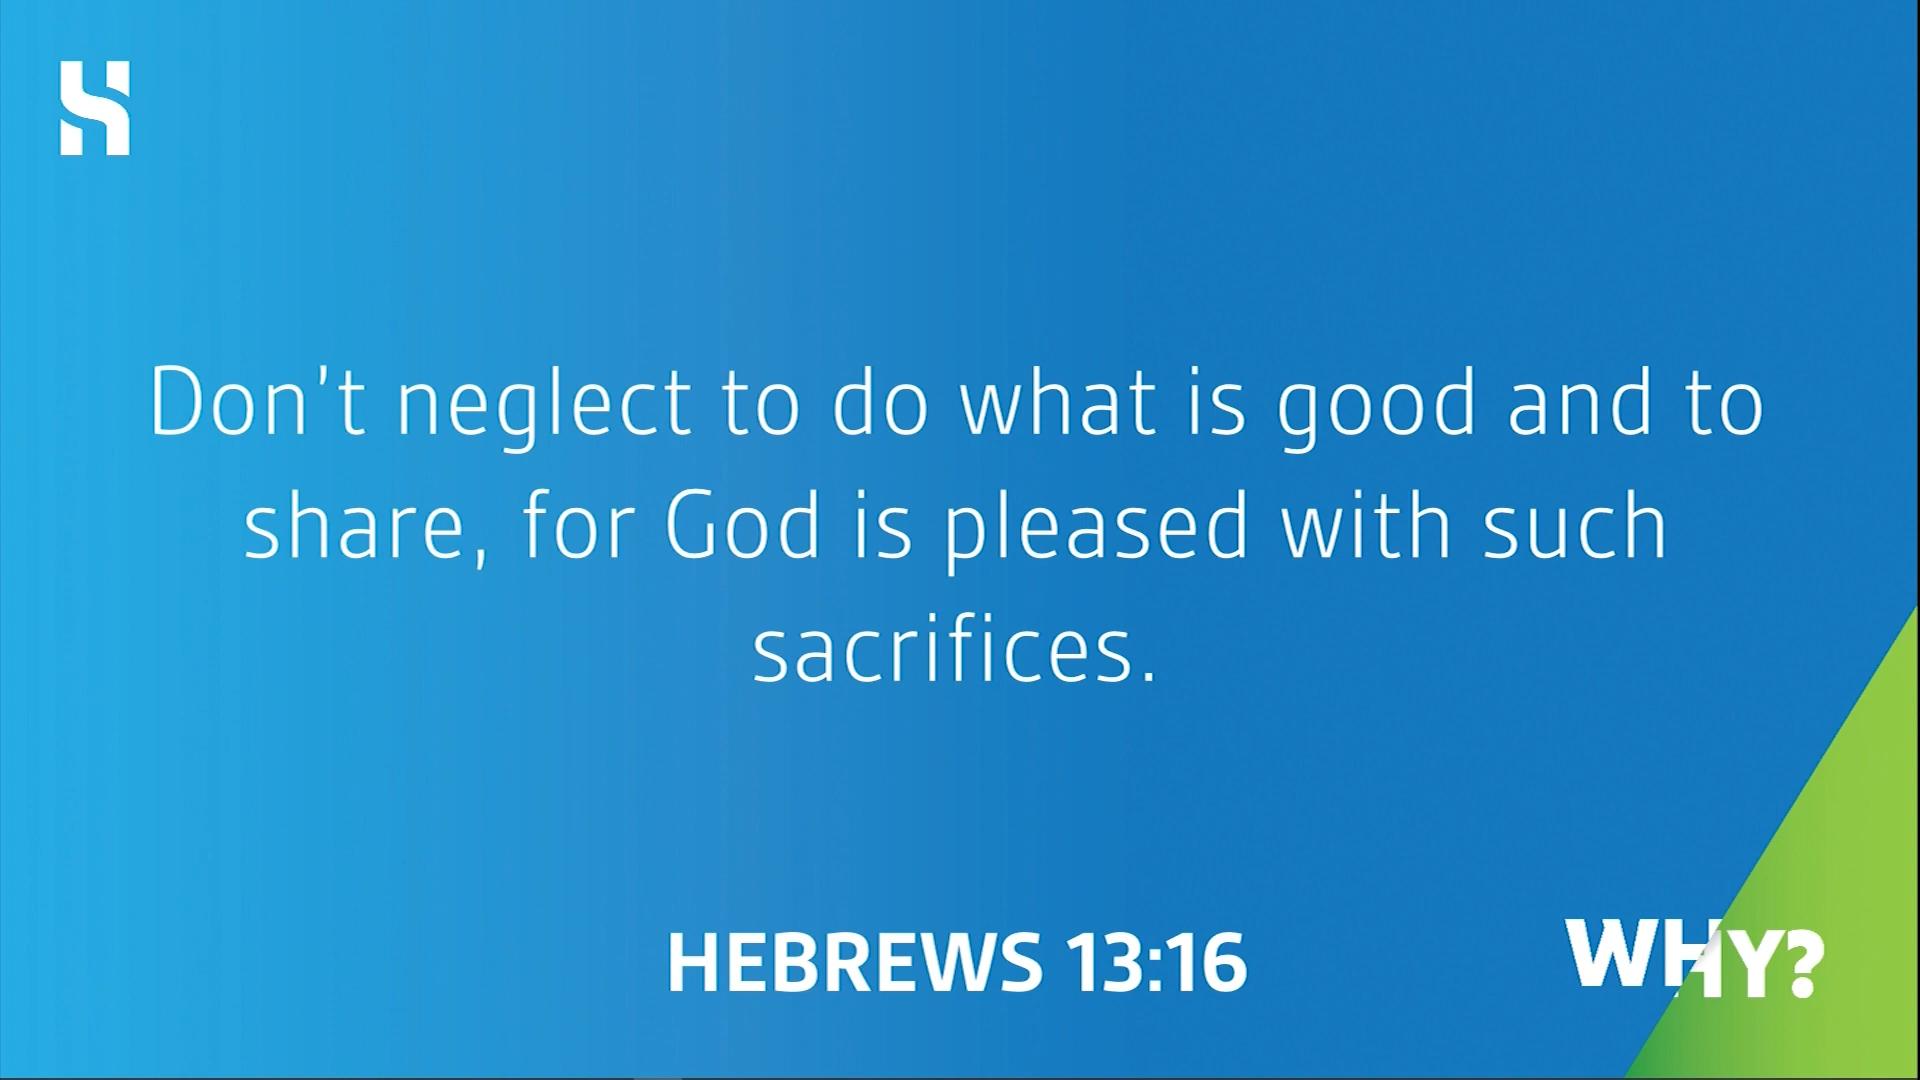 H
Don't neglect to do what is good and to
share, for God is pleased with such
sacrifices.
HEBREWS 13:16
WHY?